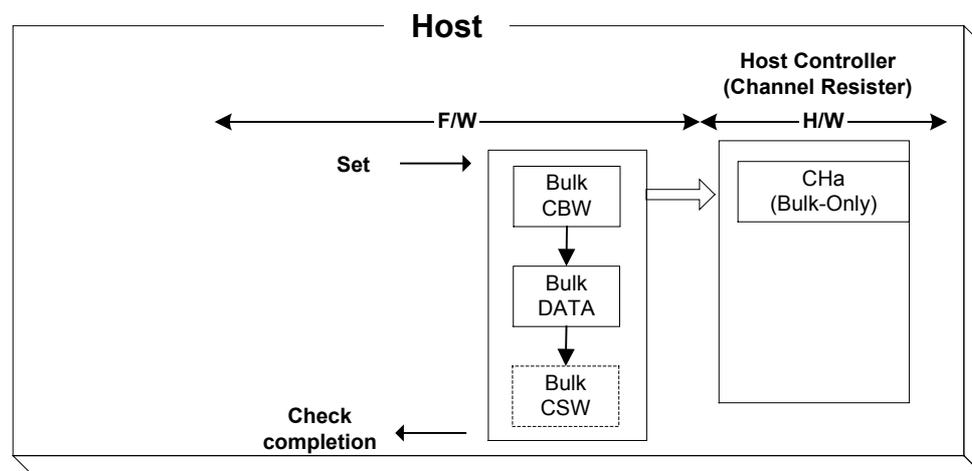 Host
Host Controller
(Channel Resister)
F/W
H/W
Set
Bulk
CBW
CHa
(Bulk-Only)
Bulk
DATA
Bulk
CSW
Check
completion